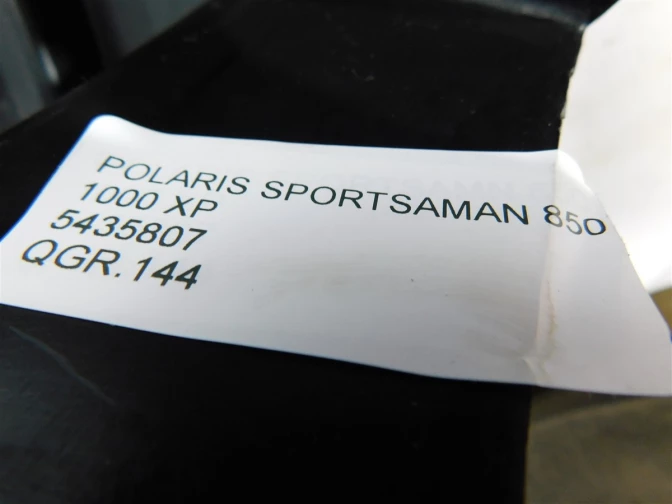 POLARIS SPORTSAMAN 850
1000 XP
5435807
QGR.144